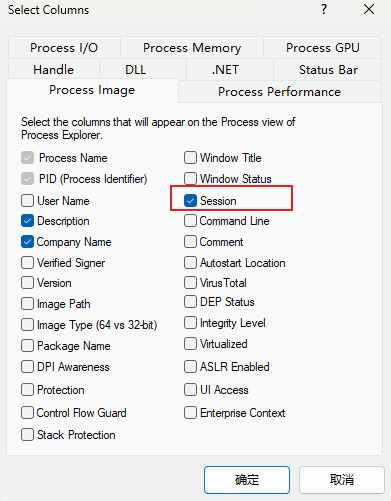 Select Columns
?
×
Process I/O
Process Memory
Process GPU
Handle
DLL
.NET
Status Bar
Process Image
Process Performance
Select the columns that will appear on the Process view of
Process Explorer.
Process Name
PID (Process Identifier)
User Name
Description
Company Name
Verified Signer
Version
Image Path
Image Type (64 vs 32-bit)
Package Name
DPI Awareness
Protection
Control Flow Guard
Stack Protection
Window Title
Window Status
Session
Command Line
Comment
Autostart Location
VirusTotal
DEP Status
Integrity Level
Virtualized
ASLR Enabled
UI Access
Enterprise Context
确定
取消